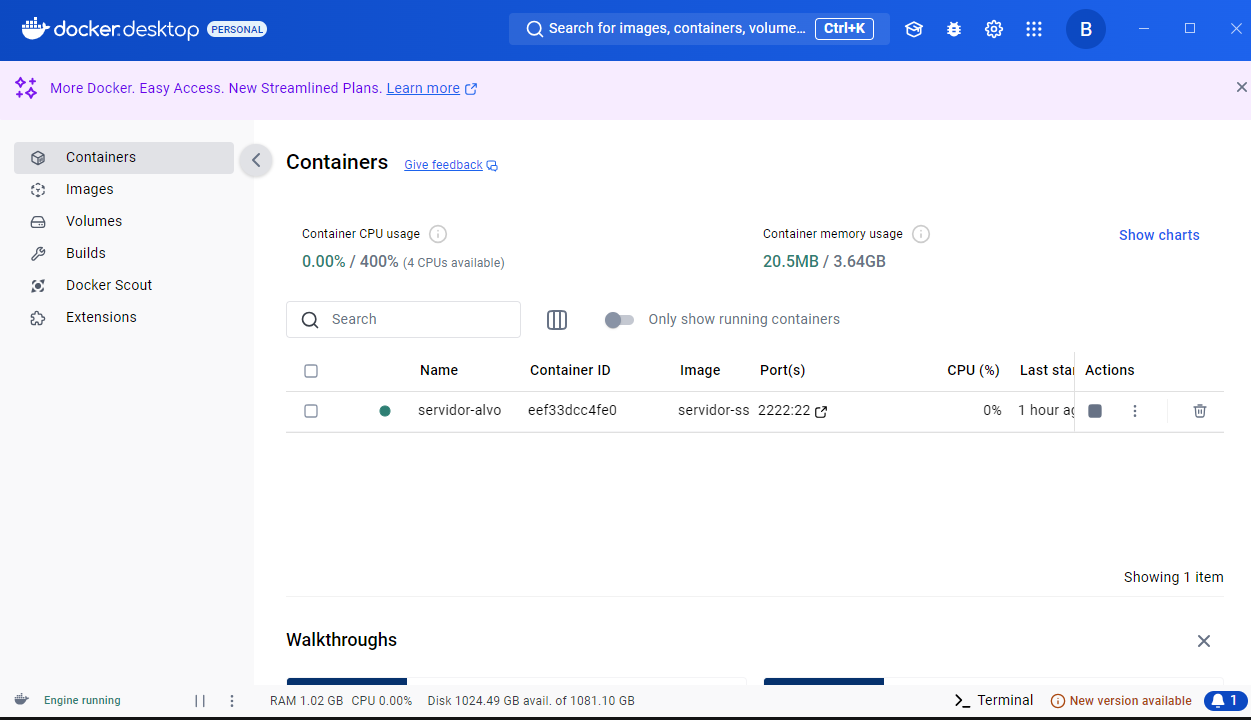 docker.desktop PERSONAL Search for images, containers, volume... Ctrl+K B
More Docker. Easy Access. New Streamlined Plans. Learn more
Containers
Images
Volumes
Builds
Docker Scout
Extensions
Containers Give feedback
Container CPU usage
0.00% / 400% (4 CPUs available)
Container memory usage
20.5MB / 3.64GB
Show charts
Search
Only show running containers
Name Container ID Image Port(s) CPU (%) Last star Actions
servidor-alvo eef33dcc4fe0 servidor-ss 2222:22 0% 1 hour ag
Showing 1 item
Walkthroughs
Engine running RAM 1.02 GB CPU 0.00% Disk 1024.49 GB avail. of 1081.10 GB Terminal New version available 1